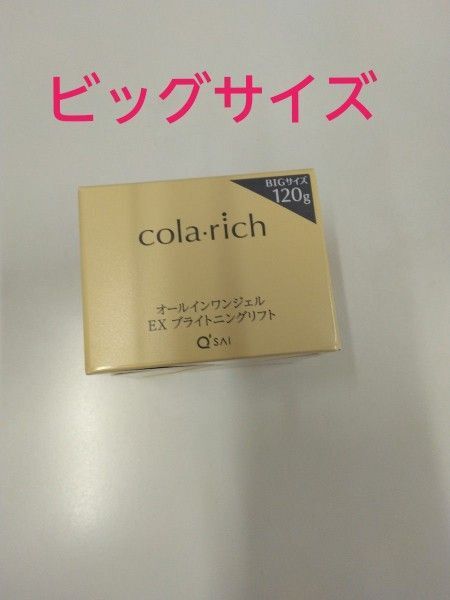 ビッグサイズ
BIGサイズ
120g
cola·rich
オールインワンジェル
EX ブライトニングリフト
Q'SAI